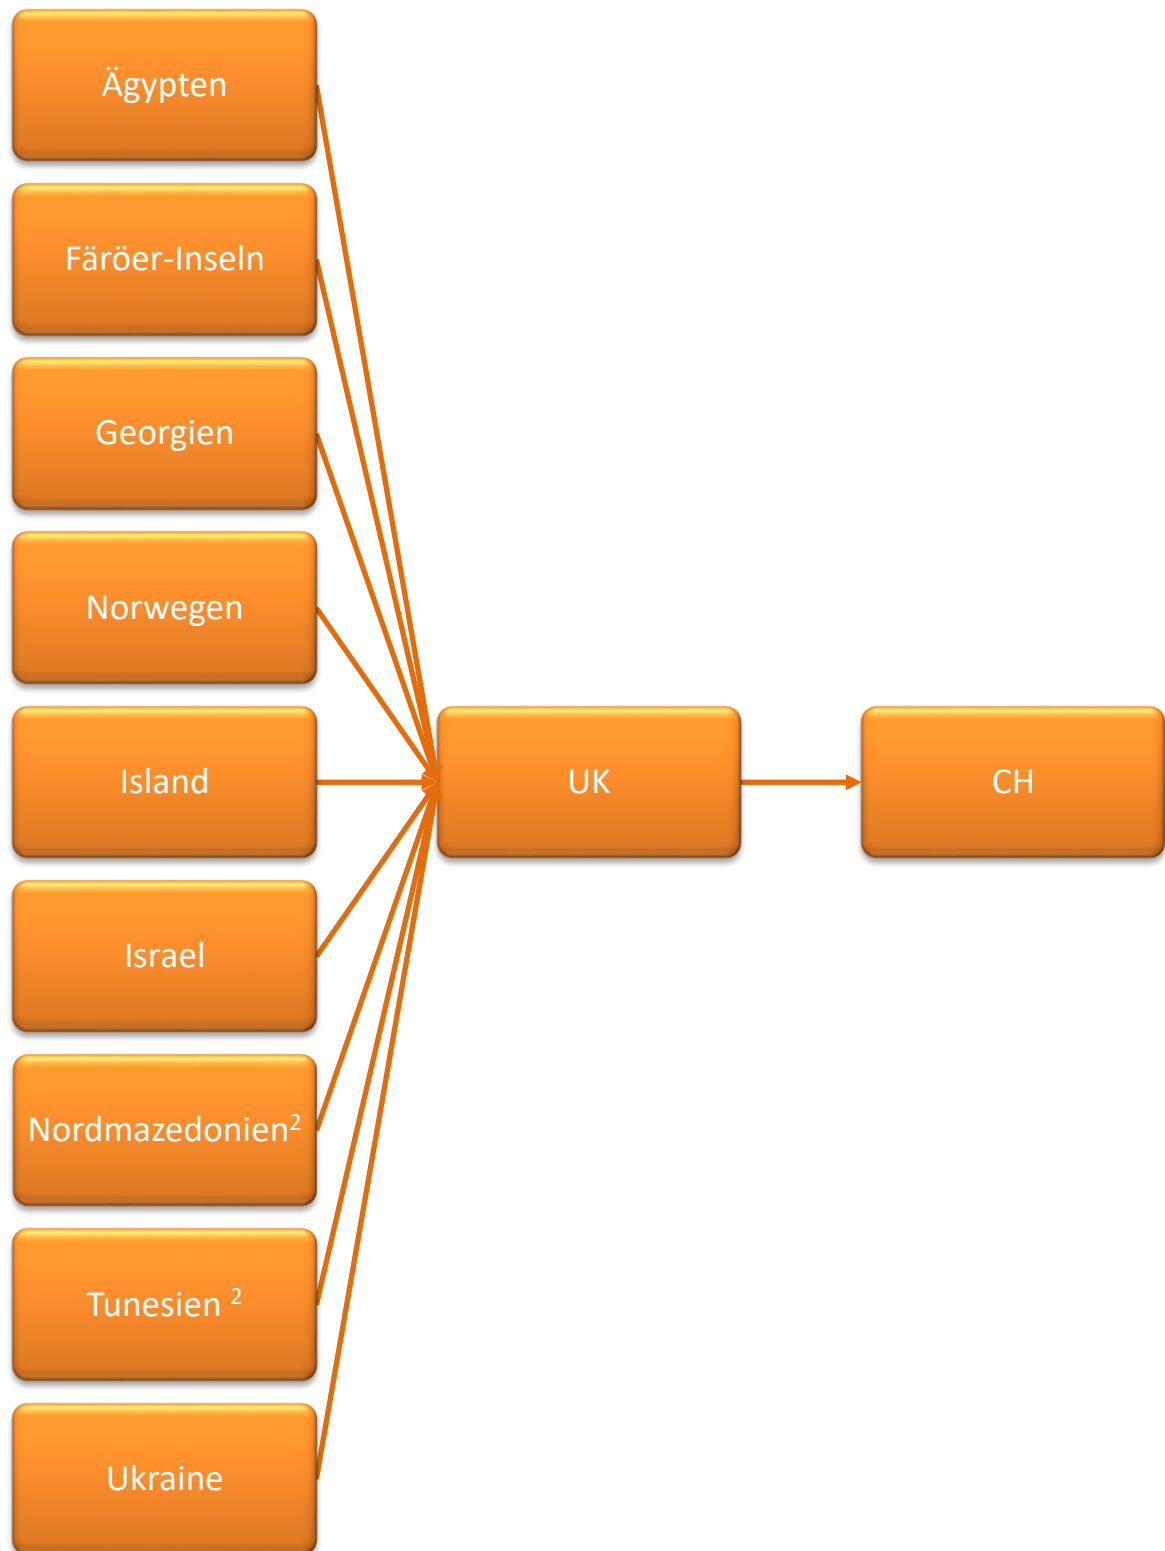 Ägypten
Färöer-Inseln
Georgien
Norwegen
Island
UK
CH
Israel
Nordmazedonien²
Tunesien ²
Ukraine